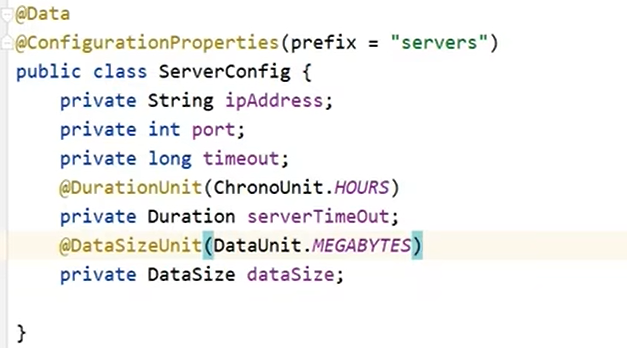 @Data
@ConfigurationProperties(prefix = "servers")
public class ServerConfig {
    private String ipAddress;
    private int port;
    private long timeout;
    @DurationUnit(ChronoUnit.HOURS)
    private Duration serverTimeOut;
    @DataSizeUnit(DataUnit.MEGABYTES)
    private DataSize dataSize;
}